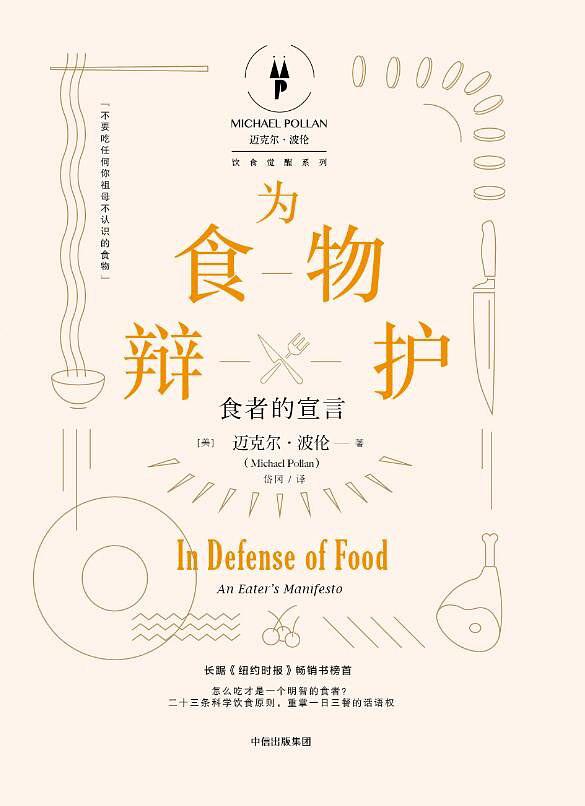 MICHAEL POLLAN
迈克尔·波伦
饮食觉醒系列
「不要吃任何你祖母不认识的食物」
为
食物
辩护
食者的宣言
[美] 迈克尔·波伦 著
(Michael Pollan)
岱冈 / 译
In Defense of Food
An Eater's Manifesto
长踞《纽约时报》畅销书榜首
怎么吃才是一个明智的食者?
二十三条科学饮食原则,重掌一日三餐的话语权
中信出版集团